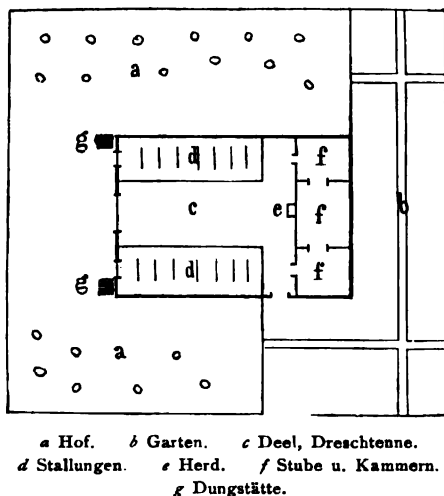 a
g d f
c e f b
g d f
a
a Hof. b Garten. c Deel, Dreschtenne.
d Stallungen. e Herd. f Stube u. Kammern.
g Dungstätte.